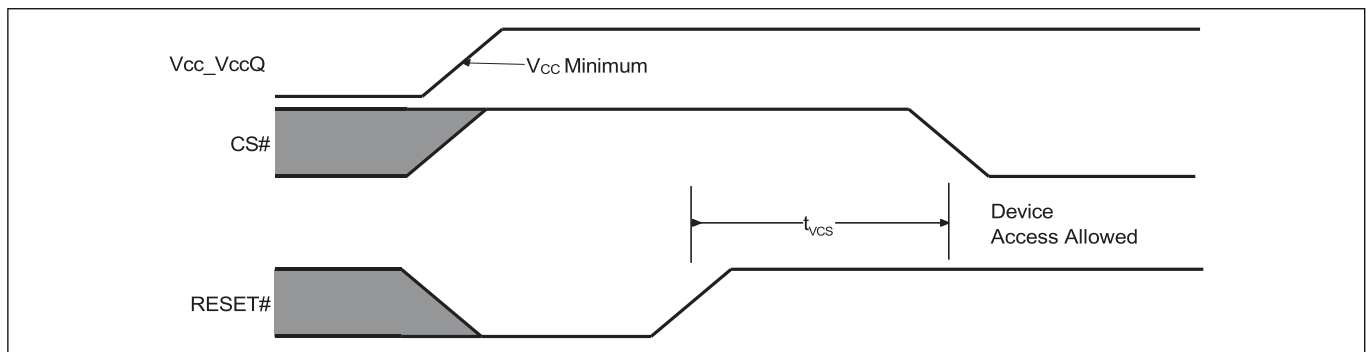 Vcc_VccQ
VCC Minimum
CS#
tVCS
Device
Access Allowed
RESET#